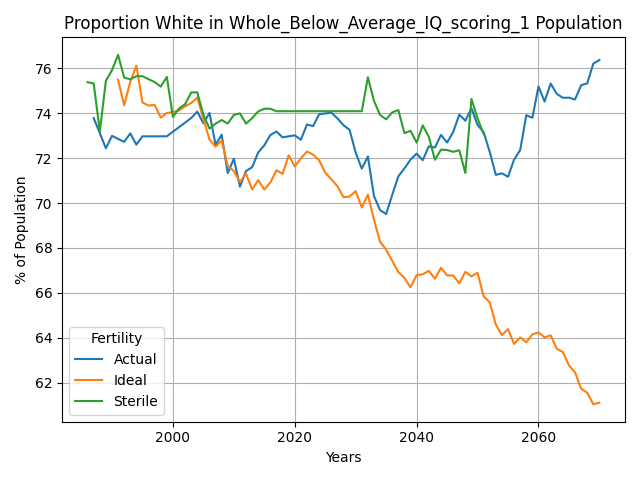 Proportion White in Whole_Below_Average_IQ_scoring_1 Population
% of Population
76
74
72
70
68
66
64
62
Fertility
Actual
Ideal
Sterile
2000
2020
2040
2060
Years